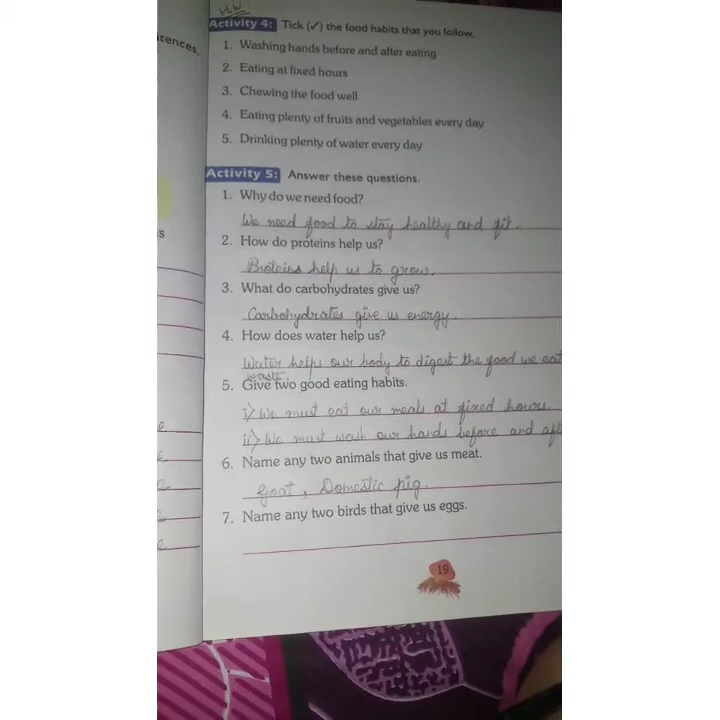 H.W
Activity 4: Tick (✓) the food habits that you follow.
1. Washing hands before and after eating
2. Eating at fixed hours
3. Chewing the food well
4. Eating plenty of fruits and vegetables every day
5. Drinking plenty of water every day
Activity 5: Answer these questions.
1. Why do we need food?
We need food to stay healthy and fit.
2. How do proteins help us?
Proteins help us to grow.
3. What do carbohydrates give us?
Carbohydrates give us energy.
4. How does water help us?
Water helps our body to digest the food we eat
waste.
5. Give two good eating habits.
i) We must eat our meals at fixed hours.
ii) We must wash our hands before and aft
6. Name any two animals that give us meat.
Goat, Domestic pig.
7. Name any two birds that give us eggs.
19